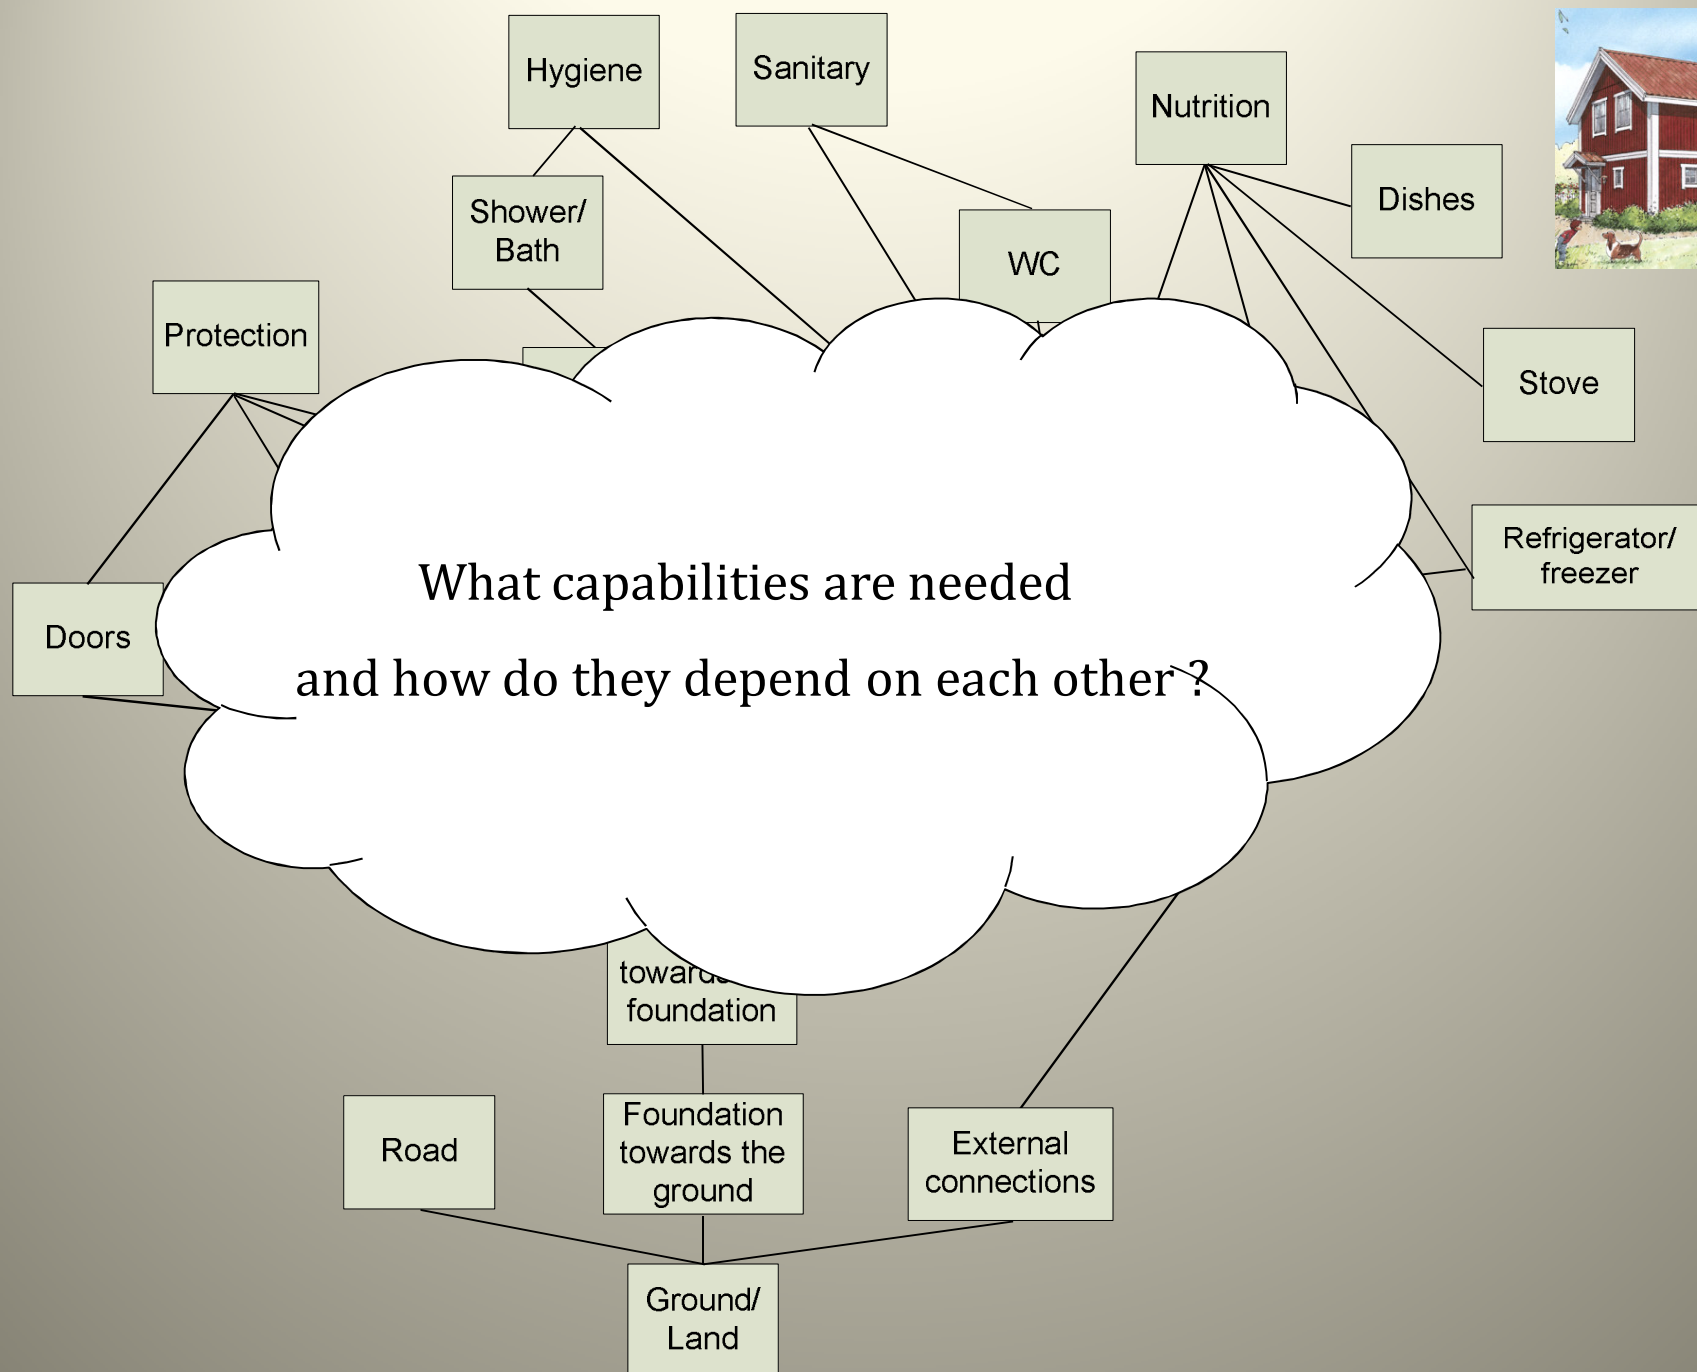 Hygiene
Sanitary
Nutrition
Dishes
Shower/
Bath
WC
Protection
Stove
Refrigerator/
freezer
Doors
What capabilities are needed
and how do they depend on each other ?
foundation
Road
Foundation
towards the
ground
External
connections
Ground/
Land